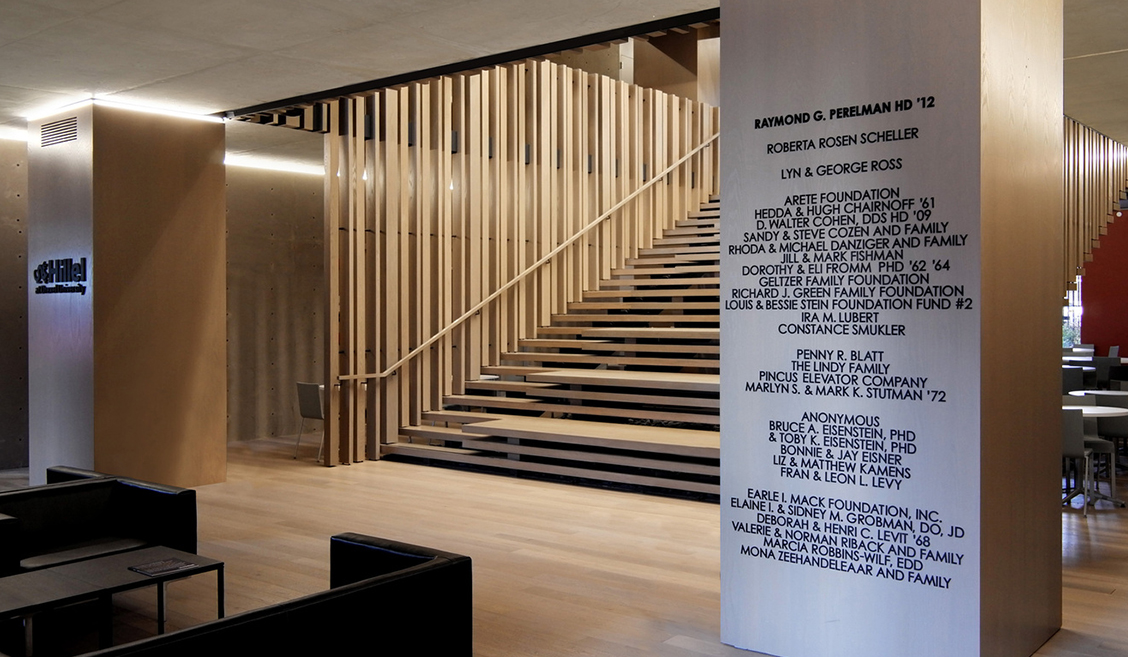 Hillel
RAYMOND G. PERELMAN HD '12
ROBERTA ROSEN SCHELLER
LYN & GEORGE ROSS
ARETE FOUNDATION
HEDDA & HUGH CHAIRNOFF '61
D. WALTER COHEN, DDS HD '09
SANDY & STEVE COZEN AND FAMILY
RHODA & MICHAEL DANZIGER AND FAMILY
JILL & MARK FISHMAN
DOROTHY & ELI FROMM PHD '62 '64
GELTZER FAMILY FOUNDATION
RICHARD J. GREEN FAMILY FOUNDATION
LOUIS & BESSIE STEIN FOUNDATION FUND #2
IRA M. LUBERT
CONSTANCE SMUKLER
PENNY R. BLATT
THE LINDY FAMILY
PINCUS ELEVATOR COMPANY
MARLYN S. & MARK K. STUTMAN '72
ANONYMOUS
BRUCE A. EISENSTEIN, PHD
& TOBY K. EISENSTEIN, PHD
BONNIE & JAY EISNER
LIZ & MATTHEW KAMENS
FRAN & LEON L. LEVY
EARLE I. MACK FOUNDATION, INC.
ELAINE I. & SIDNEY M. GROBMAN, DO, JD
DEBORAH & HENRI C. LEVIT '68
VALERIE & NORMAN RIBACK AND FAMILY
MARCIA ROBBINS-WILF, EDD
MONA ZEEHANDELEAAR AND FAMILY